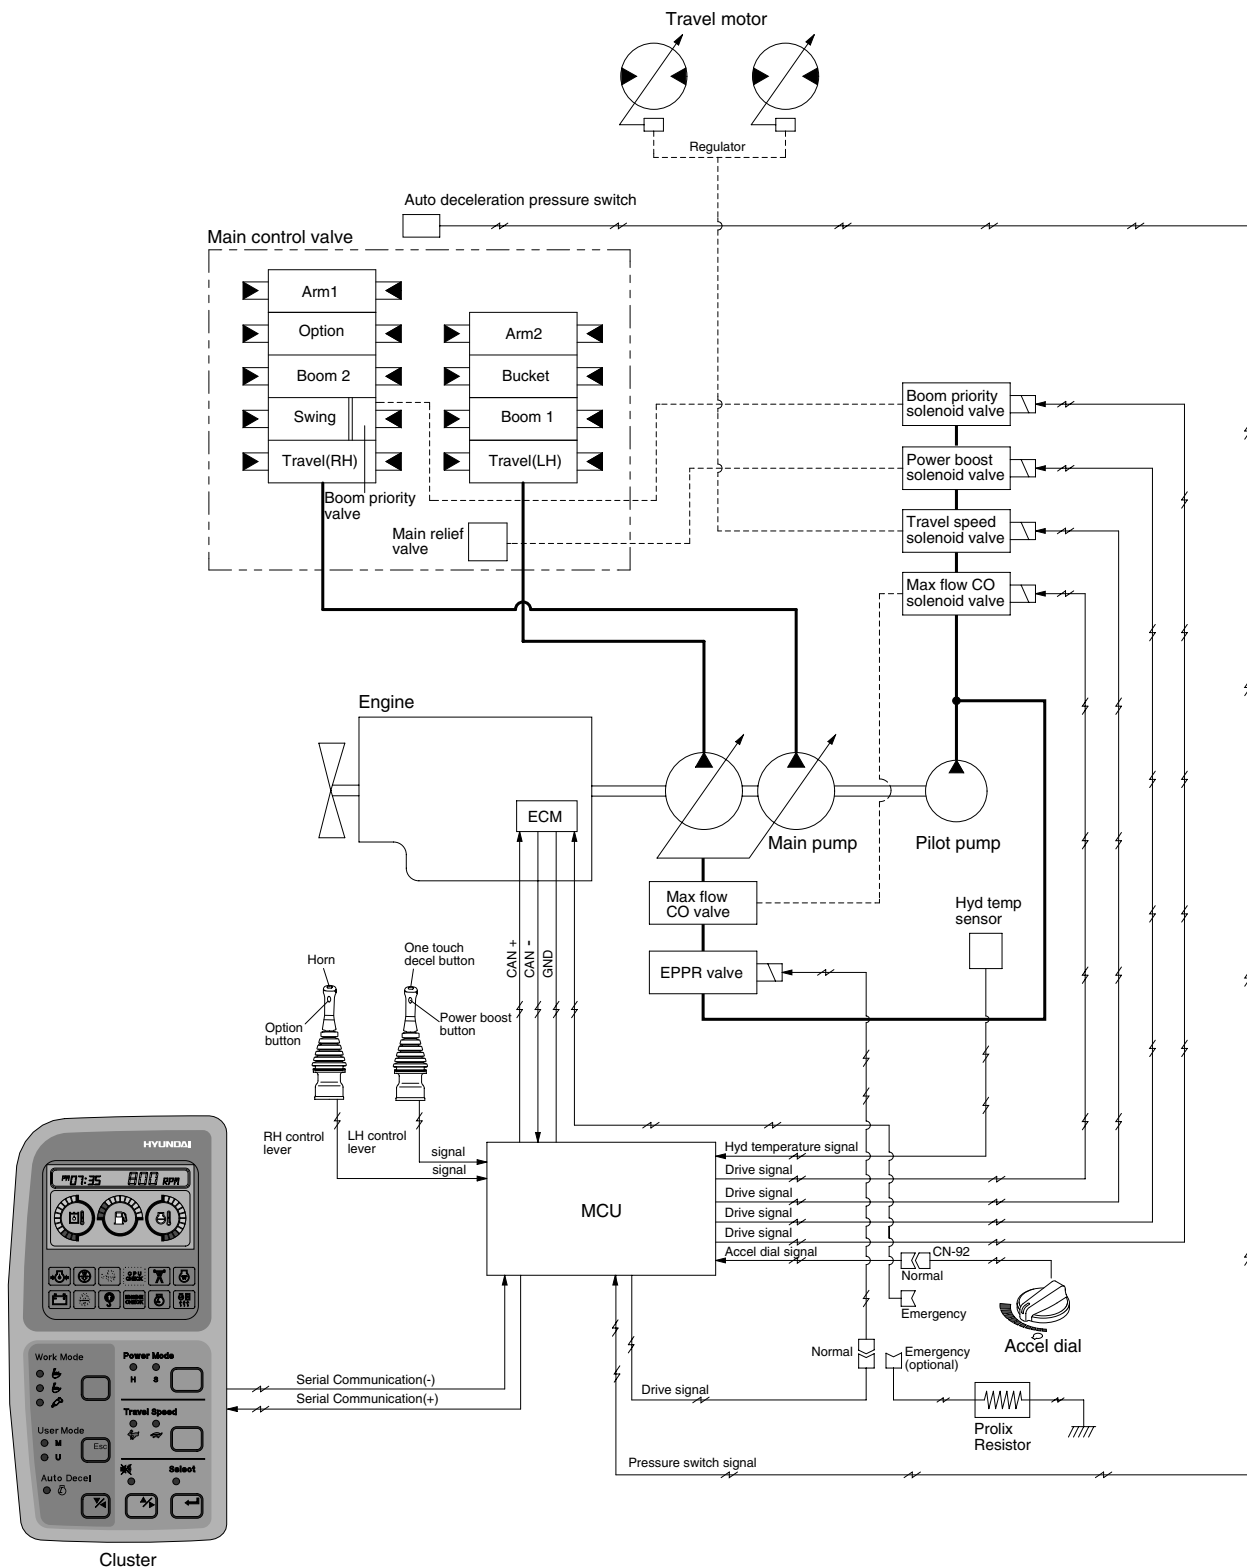 Travel motor
Regulator
Auto deceleration pressure switch
Main control valve
Arm1
Option
Boom 2
Swing
Travel(RH)
Boom priority
valve
Arm2
Bucket
Boom 1
Travel(LH)
Main relief
valve
Boom priority
solenoid valve
Power boost
solenoid valve
Travel speed
solenoid valve
Max flow CO
solenoid valve
Engine
ECM
Main pump
Pilot pump
Max flow
CO valve
Hyd temp
sensor
EPPR valve
CAN +
CAN -
GND
Horn
Option
button
One touch
decel button
Power boost
button
RH control
lever
LH control
lever
signal
signal
MCU
Hyd temperature signal
Drive signal
Drive signal
Drive signal
Drive signal
Accel dial signal
CN-92
Normal
Emergency
Accel dial
Normal
Emergency
(optional)
Prolix
Resistor
Drive signal
Pressure switch signal
Serial Communication(-)
Serial Communication(+)
HYUNDAI
PM 07:35 800 RPM
CPU
CHECK
ENGINE
CHECK
Work Mode
Power Mode
H S
Travel Speed
User Mode
M
U
Esc
Auto Decel
Select
Cluster